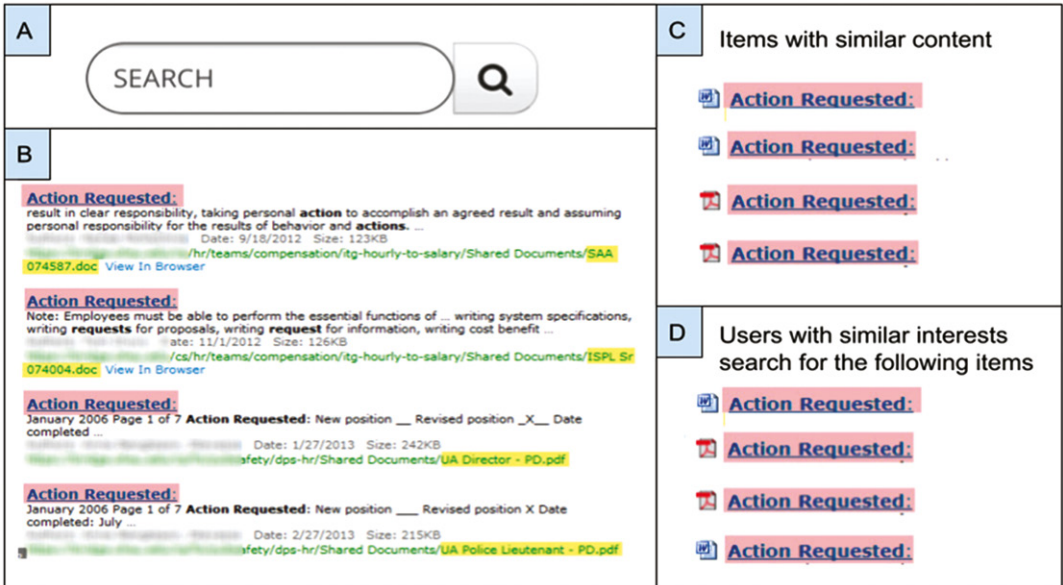 A
SEARCH
B
Action Requested:
result in clear responsibility, taking personal action to accomplish an agreed result and assuming
personal responsibility for the results of behavior and actions. ...
Date: 9/18/2012 Size: 123KB
/hr/teams/compensation/itg-hourly-to-salary/Shared Documents/SAA
074587.doc View In Browser
Action Requested:
Note: Employees must be able to perform the essential functions of ... writing system specifications,
writing requests for proposals, writing request for information, writing cost benefit ...
ate: 11/1/2012 Size: 126KB
/cs/hr/teams/compensation/itg-hourly-to-salary/Shared Documents/ISPL Sr
074004.doc View In Browser
Action Requested:
January 2006 Page 1 of 7 Action Requested: New position __ Revised position _X__ Date
completed ...
Date: 1/27/2013 Size: 242KB
afety/dps-hr/Shared Documents/UA Director - PD.pdf
Action Requested:
January 2006 Page 1 of 7 Action Requested: New position ___ Revised position X Date
completed: July ...
Date: 2/27/2013 Size: 215KB
afety/dps-hr/Shared Documents/UA Police Lieutenant - PD.pdf
C
Items with similar content
Action Requested:
Action Requested:
Action Requested:
Action Requested:
D
Users with similar interests
search for the following items
Action Requested:
Action Requested:
Action Requested:
Action Requested: